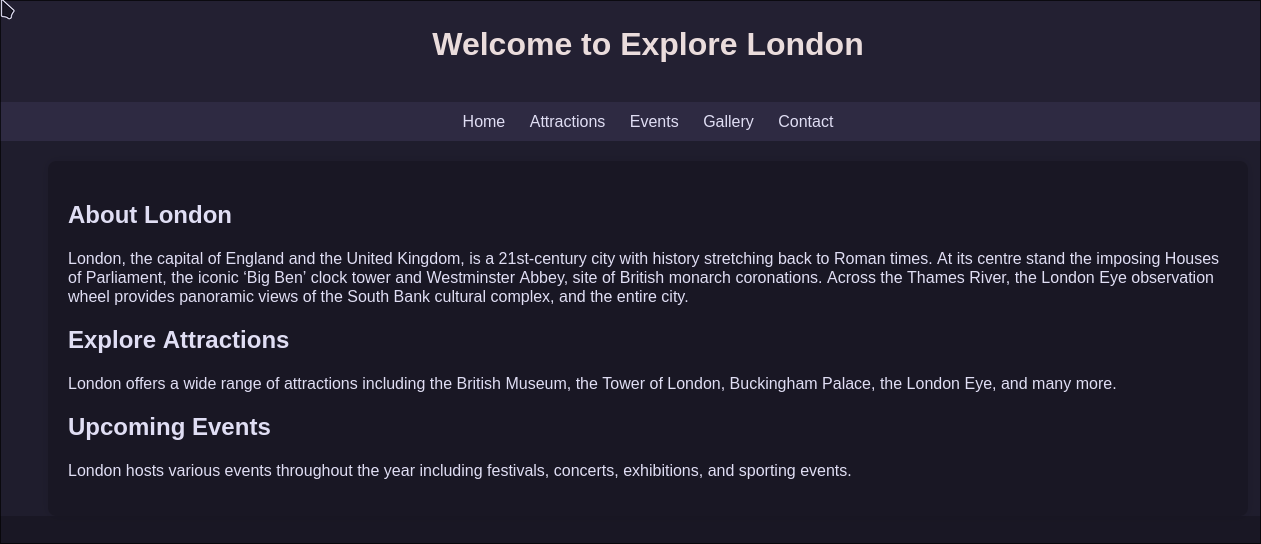 Welcome to Explore London
Home Attractions Events Gallery Contact
About London
London, the capital of England and the United Kingdom, is a 21st-century city with history stretching back to Roman times. At its centre stand the imposing Houses
of Parliament, the iconic ‘Big Ben’ clock tower and Westminster Abbey, site of British monarch coronations. Across the Thames River, the London Eye observation
wheel provides panoramic views of the South Bank cultural complex, and the entire city.
Explore Attractions
London offers a wide range of attractions including the British Museum, the Tower of London, Buckingham Palace, the London Eye, and many more.
Upcoming Events
London hosts various events throughout the year including festivals, concerts, exhibitions, and sporting events.